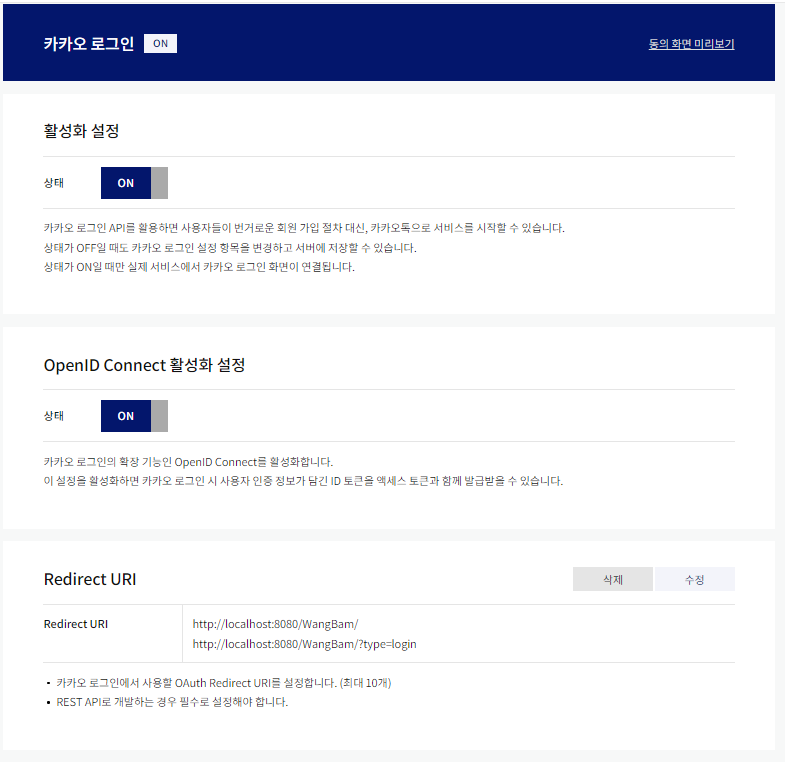 카카오 로그인 ON 동의 화면 미리보기
활성화 설정
상태 ON
카카오 로그인 API를 활용하면 사용자들이 번거로운 회원 가입 절차 대신, 카카오톡으로 서비스를 시작할 수 있습니다.
상태가 OFF일 때도 카카오 로그인 설정 항목을 변경하고 서버에 저장할 수 있습니다.
상태가 ON일 때만 실제 서비스에서 카카오 로그인 화면이 연결됩니다.
OpenID Connect 활성화 설정
상태 ON
카카오 로그인의 확장 기능인 OpenID Connect를 활성화합니다.
이 설정을 활성화하면 카카오 로그인 시 사용자 인증 정보가 담긴 ID 토큰을 액세스 토큰과 함께 발급받을 수 있습니다.
Redirect URI 삭제 수정
Redirect URI http://localhost:8080/WangBam/
http://localhost:8080/WangBam/?type=login
• 카카오 로그인에서 사용할 OAuth Redirect URI를 설정합니다. (최대 10개)
• REST API로 개발하는 경우 필수로 설정해야 합니다.